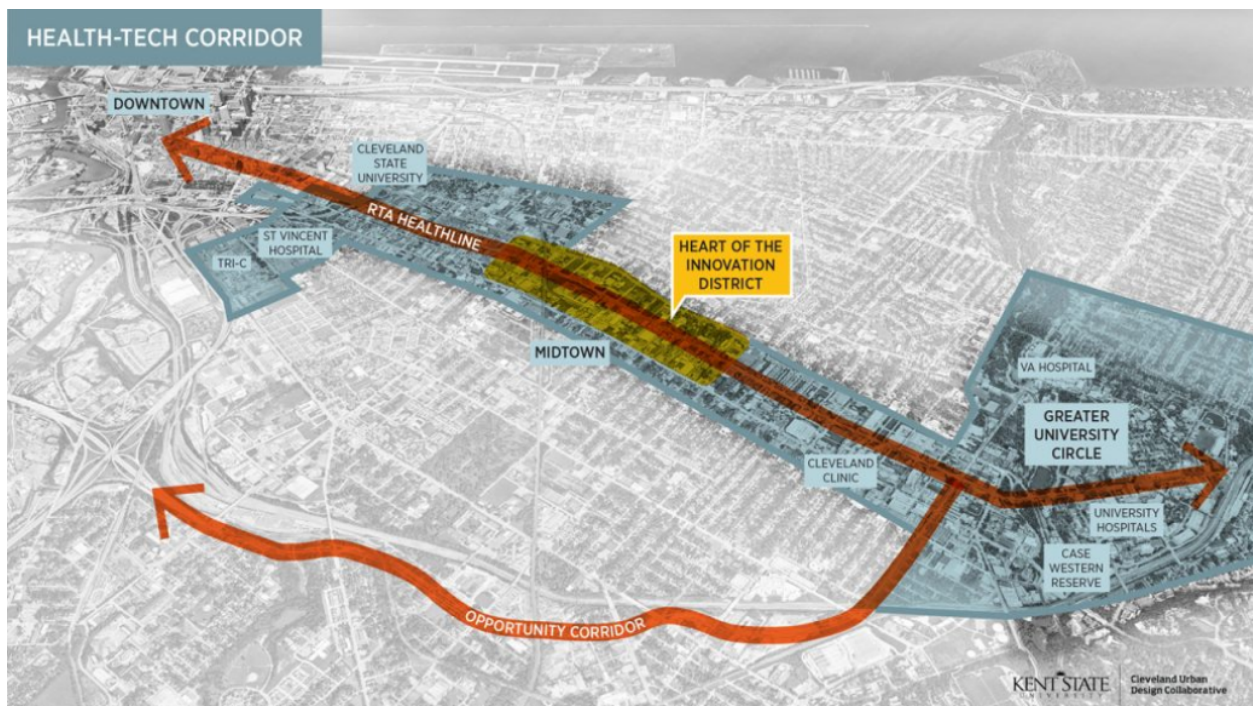 HEALTH-TECH CORRIDOR
DOWNTOWN
CLEVELAND
STATE
UNIVERSITY
RTA HEALTHLINE
ST VINCENT
HOSPITAL
TRI-C
HEART OF THE
INNOVATION
DISTRICT
MIDTOWN
VA HOSPITAL
GREATER
UNIVERSITY
CIRCLE
CLEVELAND
CLINIC
UNIVERSITY
HOSPITALS
CASE
WESTERN
RESERVE
OPPORTUNITY CORRIDOR
KENT STATE
UNIVERSITY
Cleveland Urban
Design Collaborative